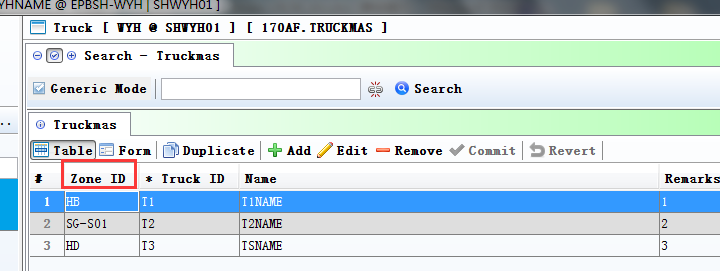 YHNAME @ EPBSH-WYH | SHWYH01 ]
Truck [ WYH @ SHWYH01 ] [ 170AF.TRUCKMAS ]
Search - Truckmas
Generic Mode Search
..
Truckmas
Table Form Duplicate Add Edit Remove Commit Revert
# Zone ID * Truck ID Name Remarks
1 HB T1 T1NAME 1
2 SG-S01 T2 T2NAME 2
3 HD T3 TSNAME 3